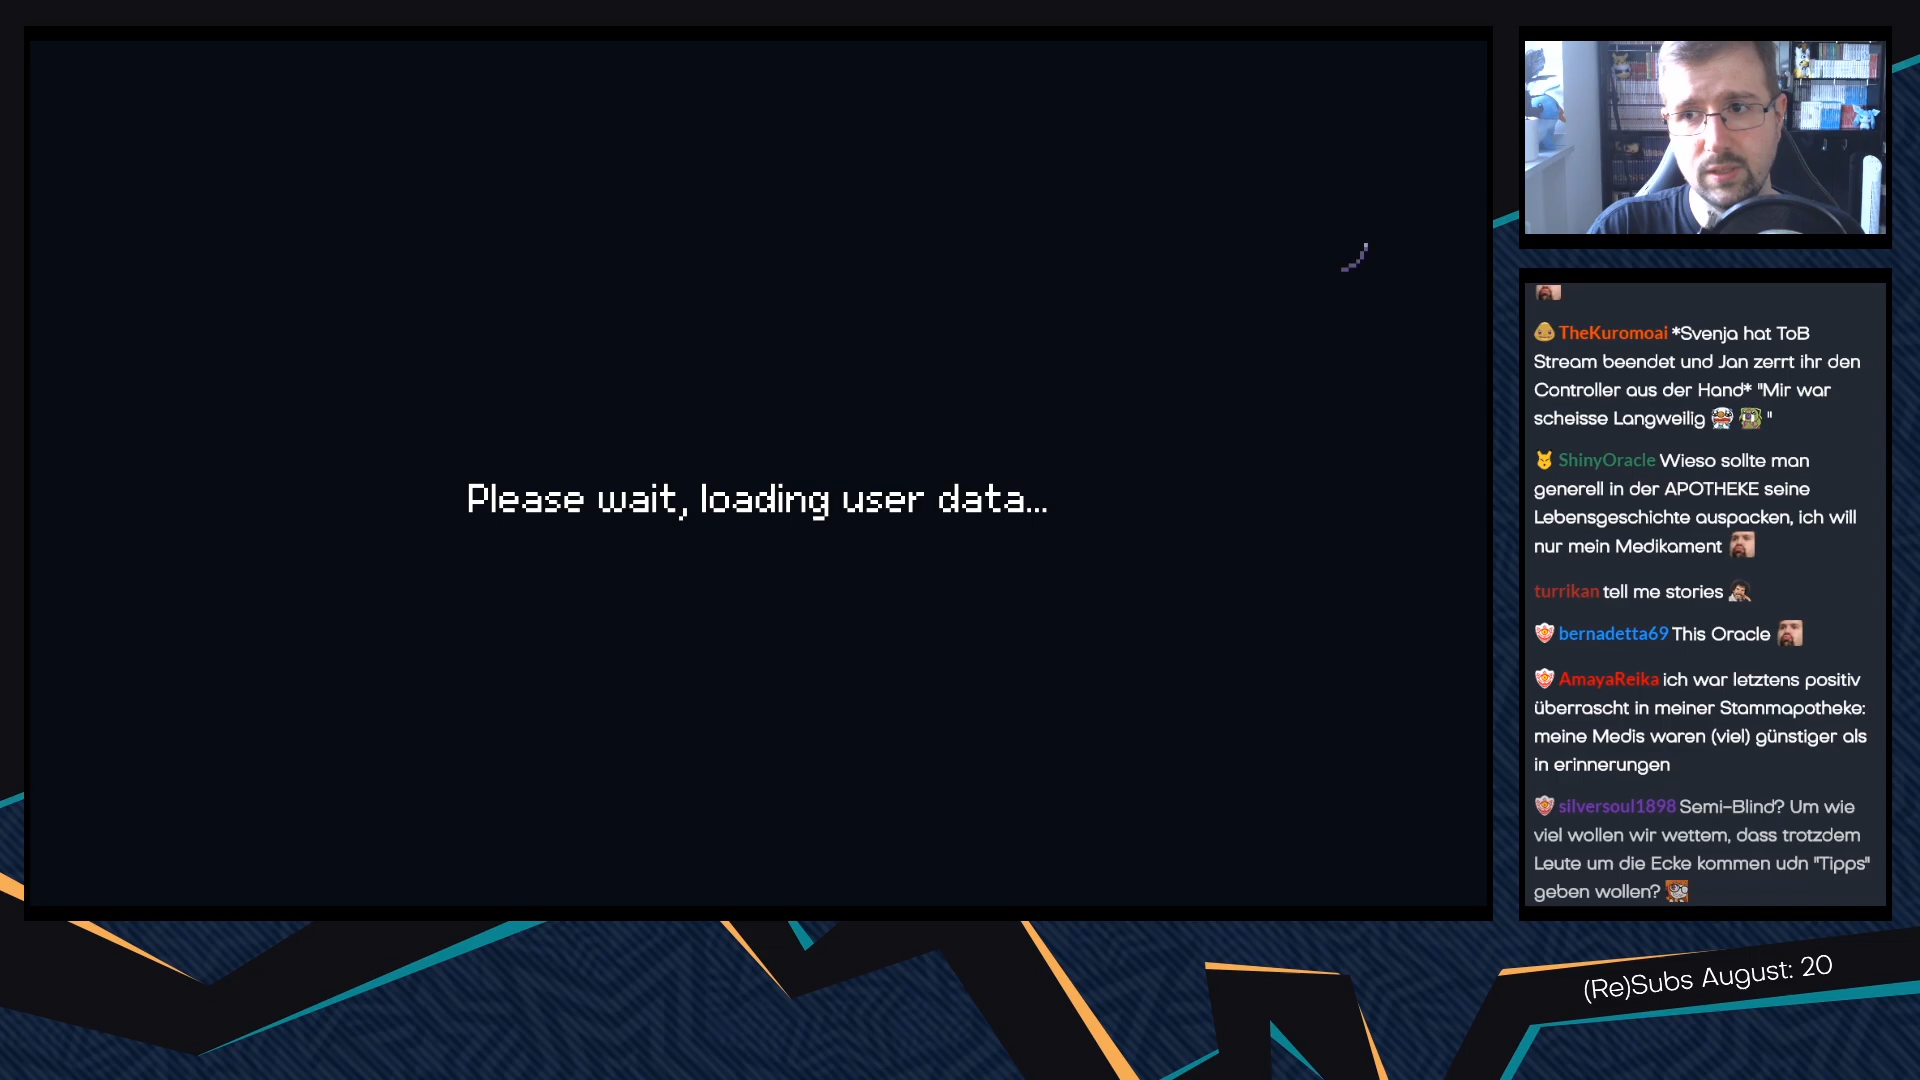 Please wait, loading user data...
TheKuromoai *Svenja hat ToB
Stream beendet und Jan zerrt ihr den
Controller aus der Hand* "Mir war
scheisse Langweilig "
ShinyOracle Wieso sollte man
generell in der APOTHEKE seine
Lebensgeschichte auspacken, ich will
nur mein Medikament
turrikan tell me stories
bernadetta69 This Oracle
AmayaReika ich war letztens positiv
überrascht in meiner Stammapotheke:
meine Medis waren (viel) günstiger als
in erinnerungen
silversoul1898 Semi-Blind? Um wie
viel wollen wir wettem, dass trotzdem
Leute um die Ecke kommen udn "Tipps"
geben wollen?
(Re)Subs August: 20